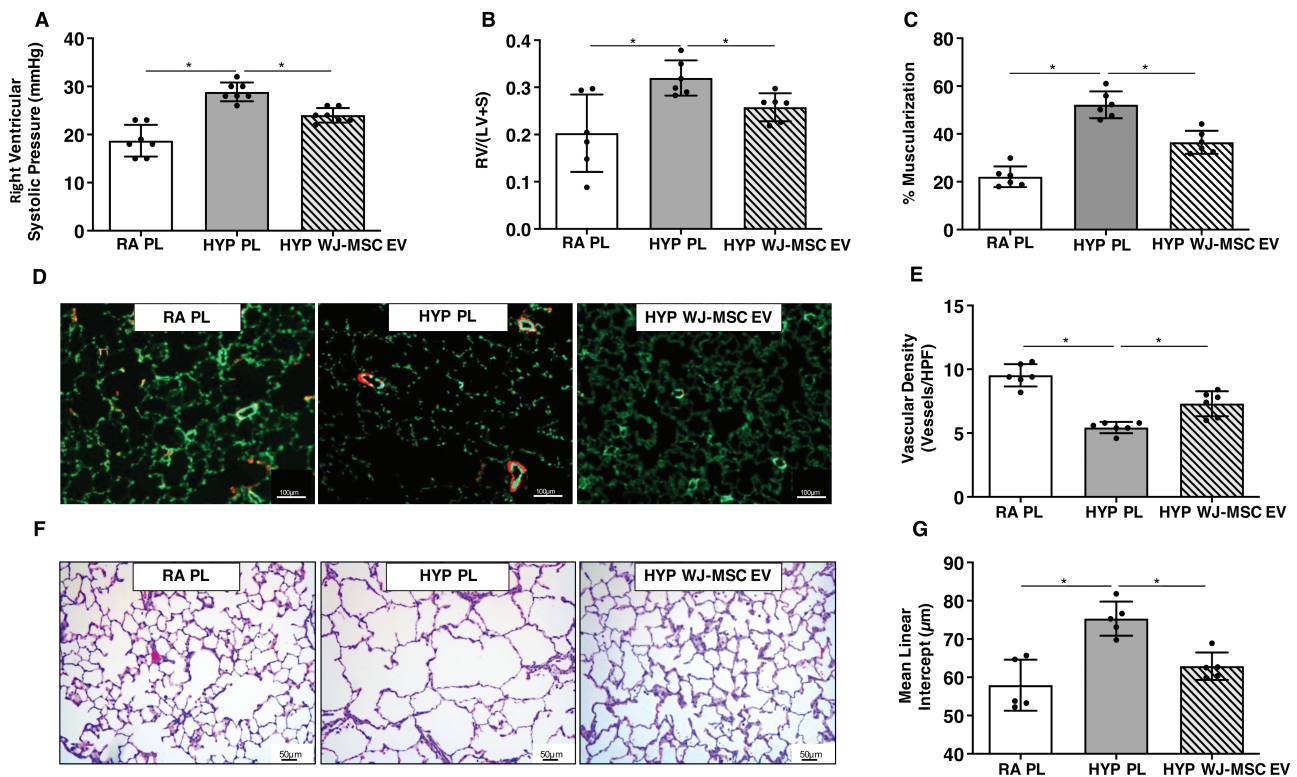 A
Right Ventricular
Systolic Pressure (mmHg)
40
30
20
10
0
*
*
RA PL
HYP PL
HYP WJ-MSC EV
B
RV/(LV+S)
0.4
0.3
0.2
0.1
0.0
*
*
RA PL
HYP PL
HYP WJ-MSC EV
C
% Muscularization
80
60
40
20
0
*
*
RA PL
HYP PL
HYP WJ-MSC EV
D
RA PL
100µm
HYP PL
100µm
HYP WJ-MSC EV
100µm
E
Vascular Density
(Vessels/HPF)
15
10
5
0
*
*
RA PL
HYP PL
HYP WJ-MSC EV
F
RA PL
50µm
HYP PL
50µm
HYP WJ-MSC EV
50µm
G
Mean Linear
Intercept (µm)
90
80
70
60
50
40
*
*
RA PL
HYP PL
HYP WJ-MSC EV